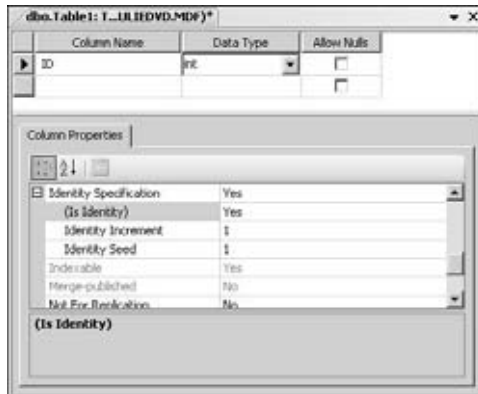 dbo.Table1: T...ULIEDVD.MDF)*
Column Name Data Type Allow Nulls
ID int
Column Properties
Identity Specification Yes
(Is Identity) Yes
Identity Increment 1
Identity Seed 1
Indexable Yes
Merge-published No
Not For Replication No
(Is Identity)